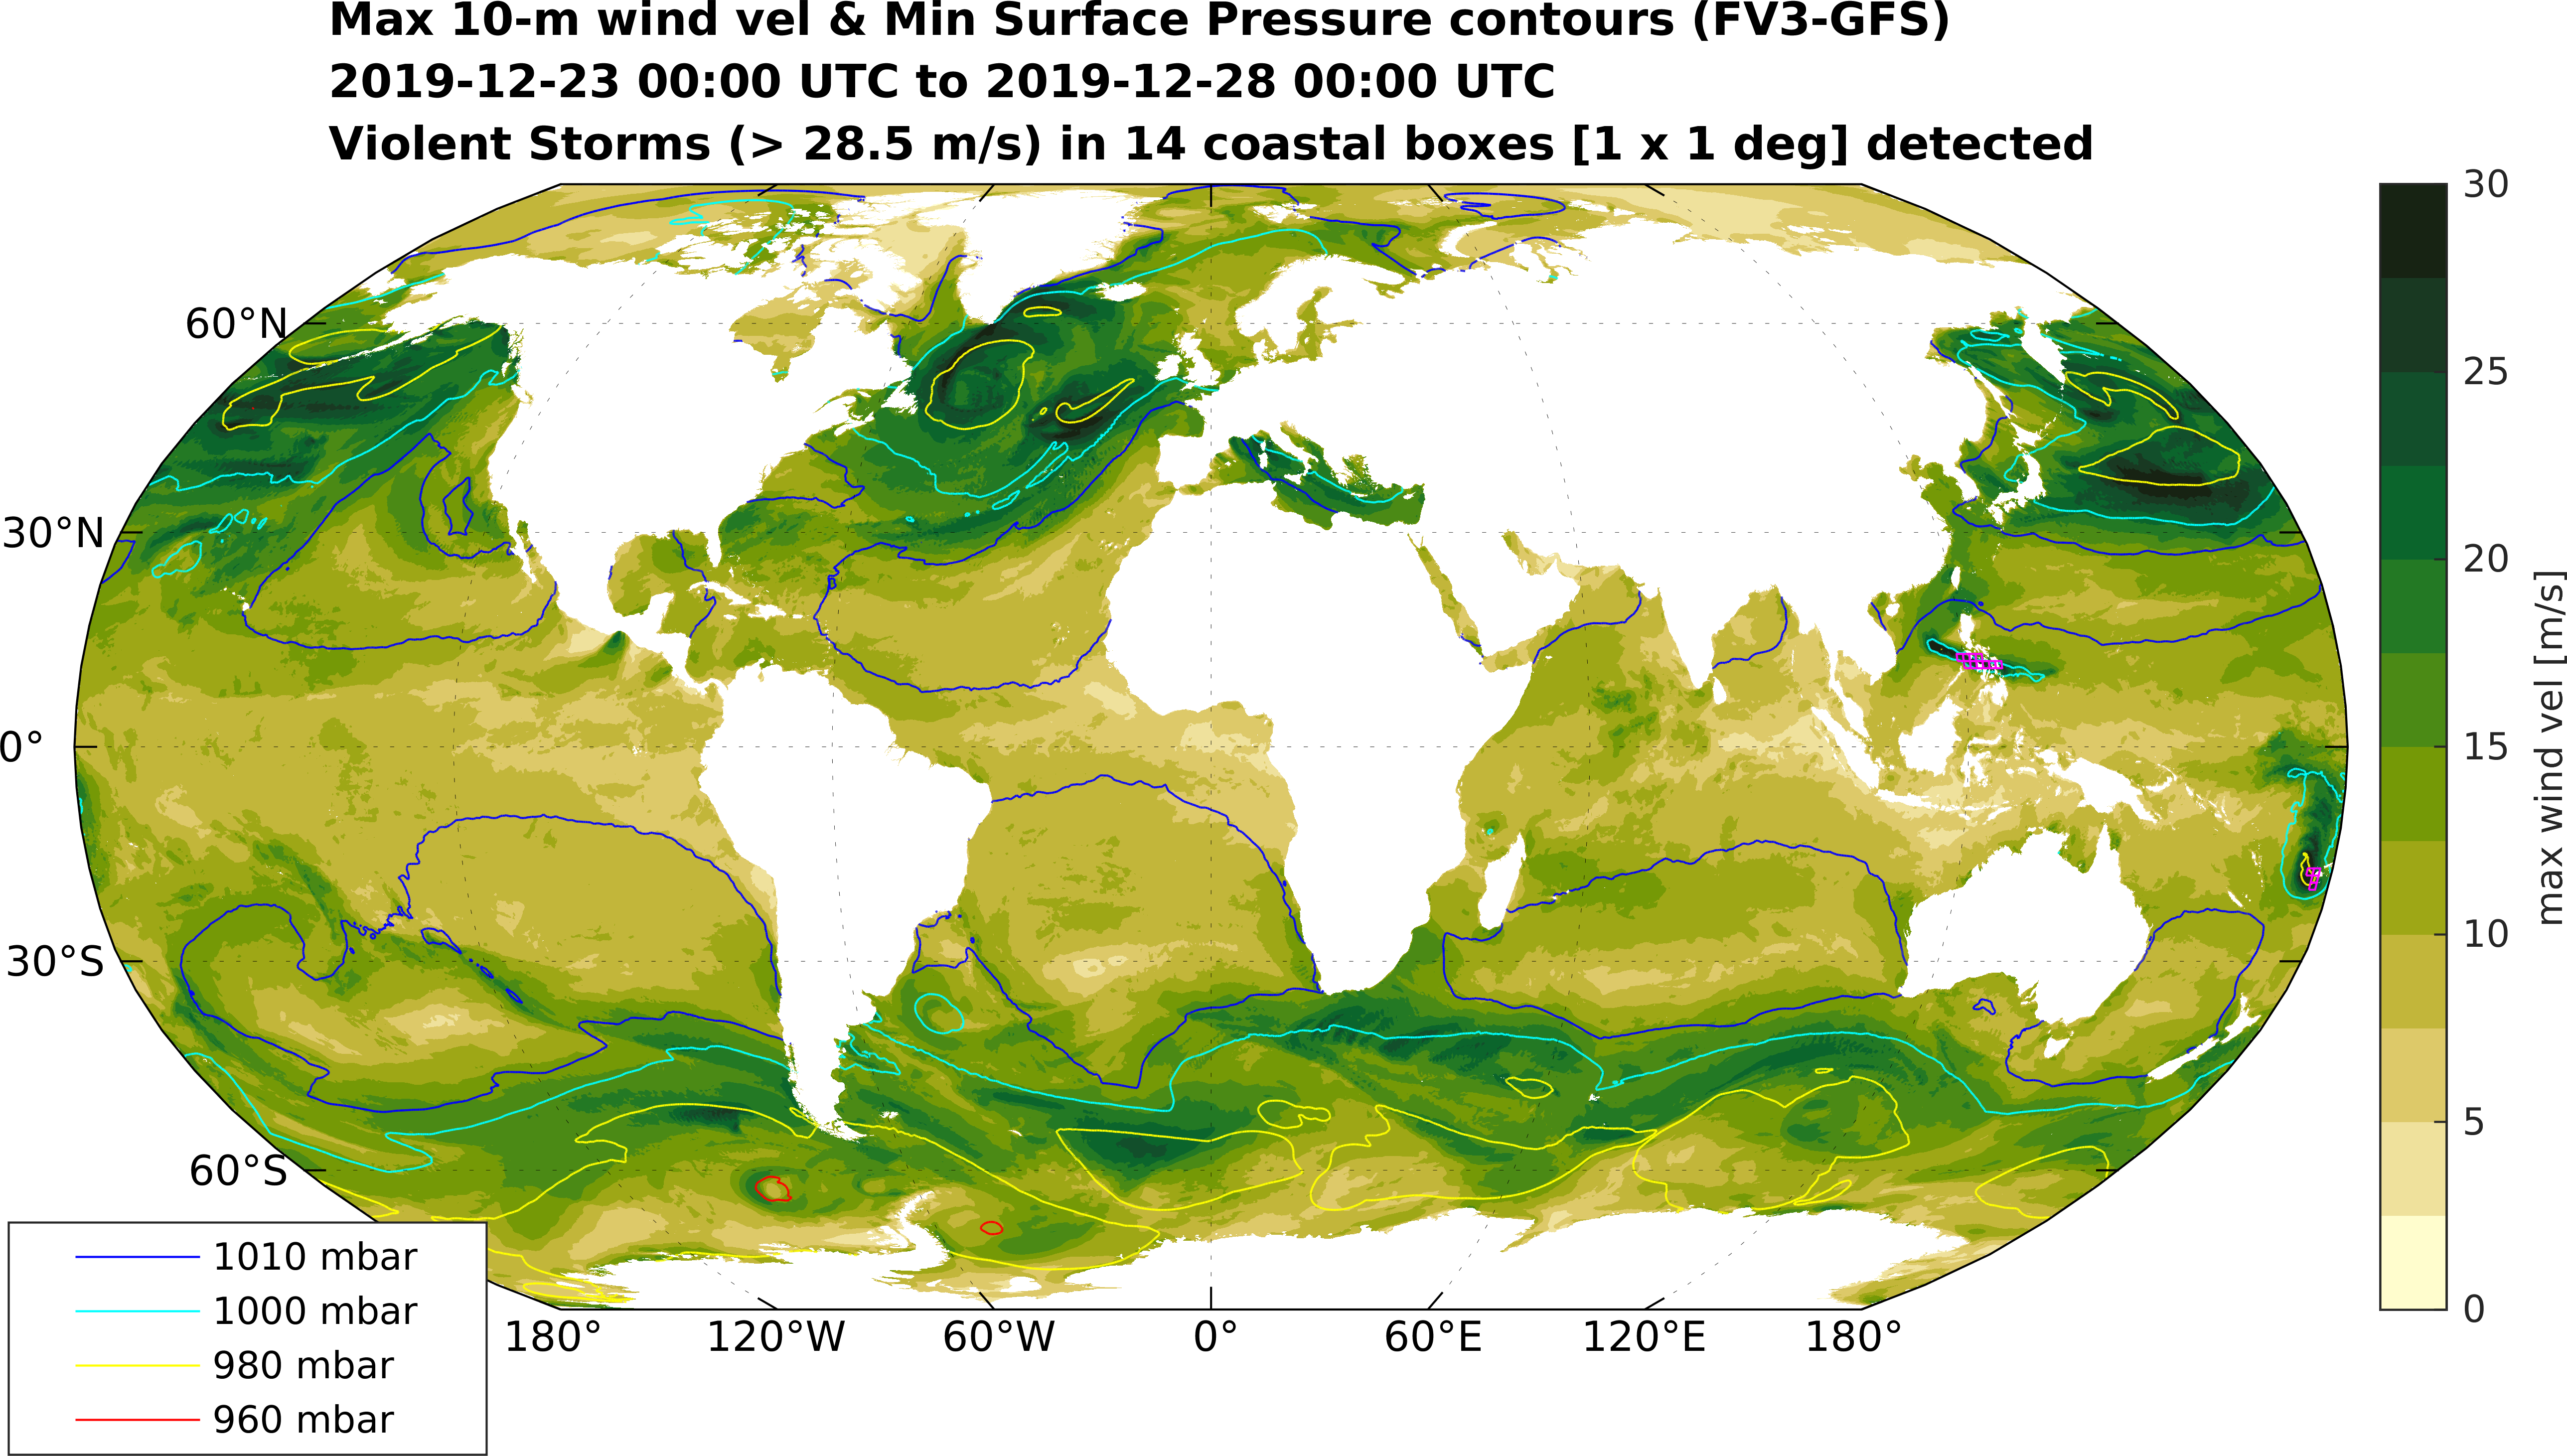 Max 10-m wind vel & Min Surface Pressure contours (FV3-GFS)
2019-12-23 00:00 UTC to 2019-12-28 00:00 UTC
Violent Storms (> 28.5 m/s) in 14 coastal boxes [1 x 1 deg] detected
60°N
30°N
0°
30°S
60°S
180°
120°W
60°W
0°
60°E
120°E
180°
1010 mbar
1000 mbar
980 mbar
960 mbar
30
25
20
15
10
5
0
max wind vel [m/s]